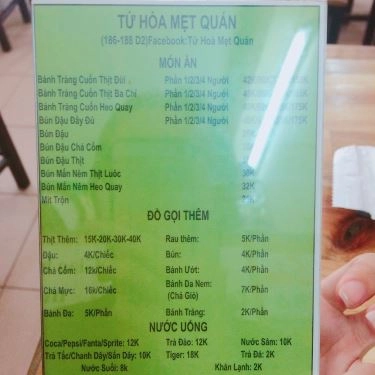 TỨ HÒA MẸT QUÁN
(186-188 D2)Facebook:Tứ Hoà Mẹt Quán
MÓN ĂN
Bánh Tráng Cuốn Thịt Đùi Phần 1/2/3/4 Người
Bánh Tráng Cuốn Thịt Ba Chỉ Phần 1/2/3/4 Người
Bánh Tráng Cuốn Heo Quay Phần 1/2/3/4 Người
Bún Đậu Đầy Đủ Phần 1/2/3/4 Người
Bún Đậu
Bún Đậu Chả Cốm
Bún Đậu Thịt
Bún Mắn Nêm Thịt Luộc 30K
Bún Mắn Nêm Heo Quay 32K
Mít Trộn
ĐỒ GỌI THÊM
Thịt Thêm: 15K-20K-30K-40K Rau thêm: 5K/Phần
Đậu: 4K/Chiếc Bún: 4K/Phần
Chả Cốm: 12k/Chiếc Bánh Ướt: 4K/Phần
Chả Mực: 16k/Chiếc Bánh Đa Nem: 7K/Phần
(Chả Giò)
Bánh Đa: 5K/Phần Bánh Tráng: 2K/Phần
NƯỚC UỐNG
Coca/Pepsi/Fanta/Sprite: 12K Trà Đào: 12K Nước Sâm: 10K
Trà Tắc/Chanh Dây/Sấu Dây: 10K Tiger: 18K Trà Đá: 2K
Nước Suối: 8k Khăn Lạnh: 2K